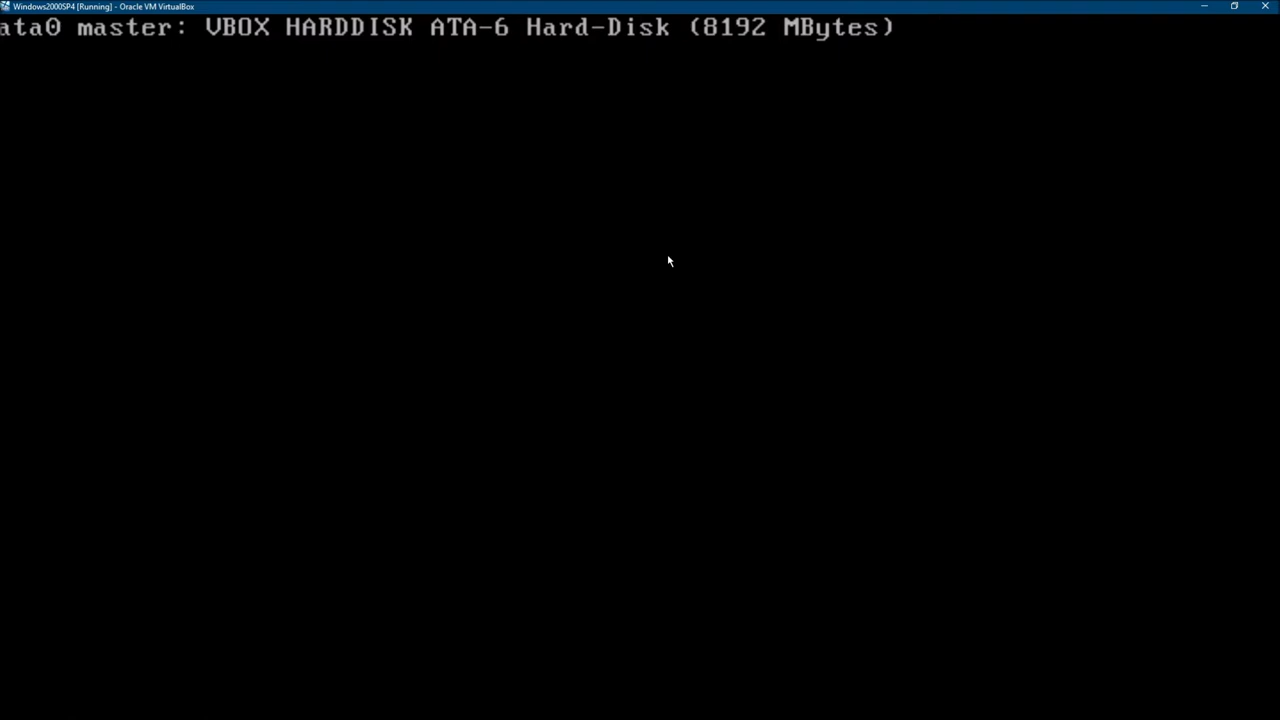 Windows2000SP4 [Running] - Oracle VM VirtualBox
ata0 master: VBOX HARDDISK ATA-6 Hard-Disk (8192 MBytes)